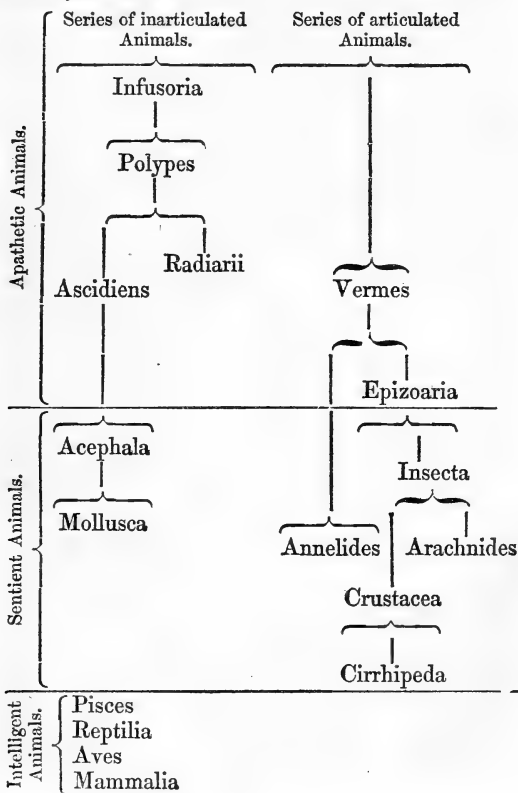 Series of inarticulated
Animals.
Series of articulated
Animals.
Apathetic Animals.
Infusoria
Polypes
Radiarii
Ascidiens
Vermes
Epizoaria
Sentient Animals.
Acephala
Insecta
Mollusca
Annelides
Arachnides
Crustacea
Cirrhipeda
Intelligent
Animals.
Pisces
Reptilia
Aves
Mammalia